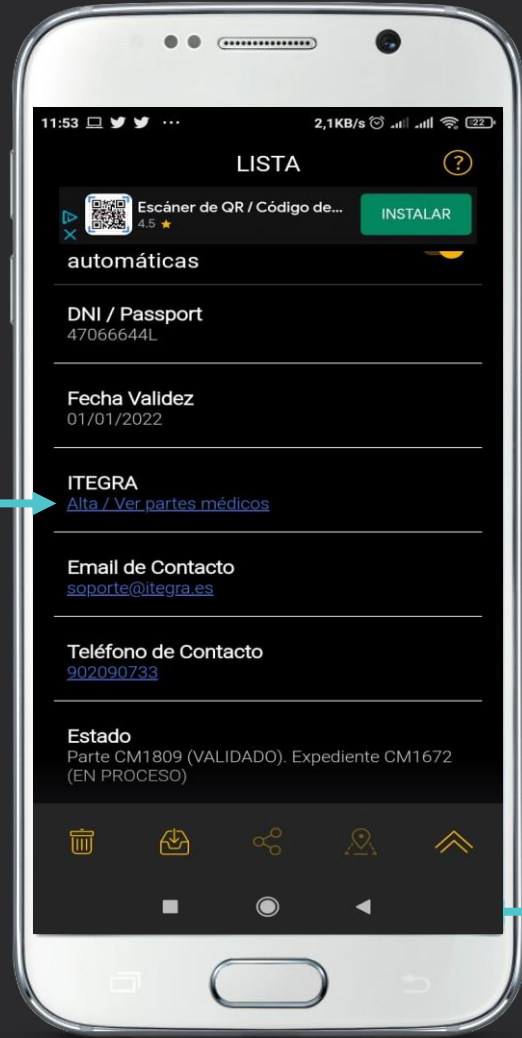 11:53 ... 2,1KB/s 22
LISTA ?
Escáner de QR / Código de...
4.5 ★
INSTALAR
automáticas
DNI / Passport
47066644L
Fecha Validez
01/01/2022
ITEGRA
Alta / Ver partes médicos
Email de Contacto
soporte@itegra.es
Teléfono de Contacto
902090733
Estado
Parte CM1809 (VALIDADO). Expediente CM1672
(EN PROCESO)